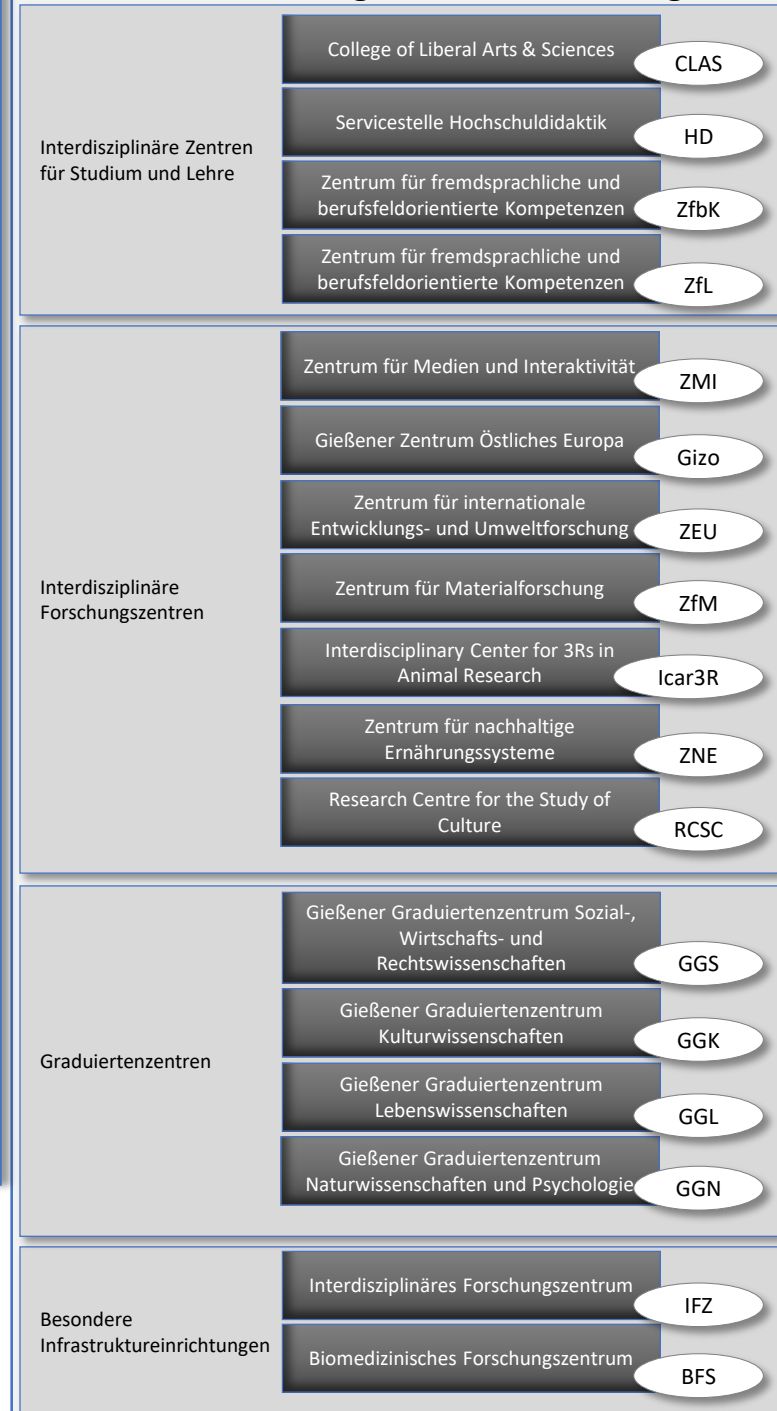 College of Liberal Arts & Sciences
CLAS
Servicestelle Hochschuldidaktik
HD
Interdisziplinäre Zentren
für Studium und Lehre
Zentrum für fremdsprachliche und
berufsfeldorientierte Kompetenzen
ZfbK
Zentrum für fremdsprachliche und
berufsfeldorientierte Kompetenzen
ZfL
Zentrum für Medien und Interaktivität
ZMI
Gießener Zentrum Östliches Europa
Gizo
Zentrum für internationale
Entwicklungs- und Umweltforschung
ZEU
Interdisziplinäre
Forschungszentren
Zentrum für Materialforschung
ZfM
Interdisciplinary Center for 3Rs in
Animal Research
Icar3R
Zentrum für nachhaltige
Ernährungssysteme
ZNE
Research Centre for the Study of
Culture
RCSC
Gießener Graduiertenzentrum Sozial-,
Wirtschafts- und
Rechtswissenschaften
GGS
Gießener Graduiertenzentrum
Kulturwissenschaften
GGK
Graduiertenzentren
Gießener Graduiertenzentrum
Lebenswissenschaften
GGL
Gießener Graduiertenzentrum
Naturwissenschaften und Psychologie
GGN
Interdisziplinäres Forschungszentrum
IFZ
Besondere
Infrastruktureinrichtungen
Biomedizinisches Forschungszentrum
BFS